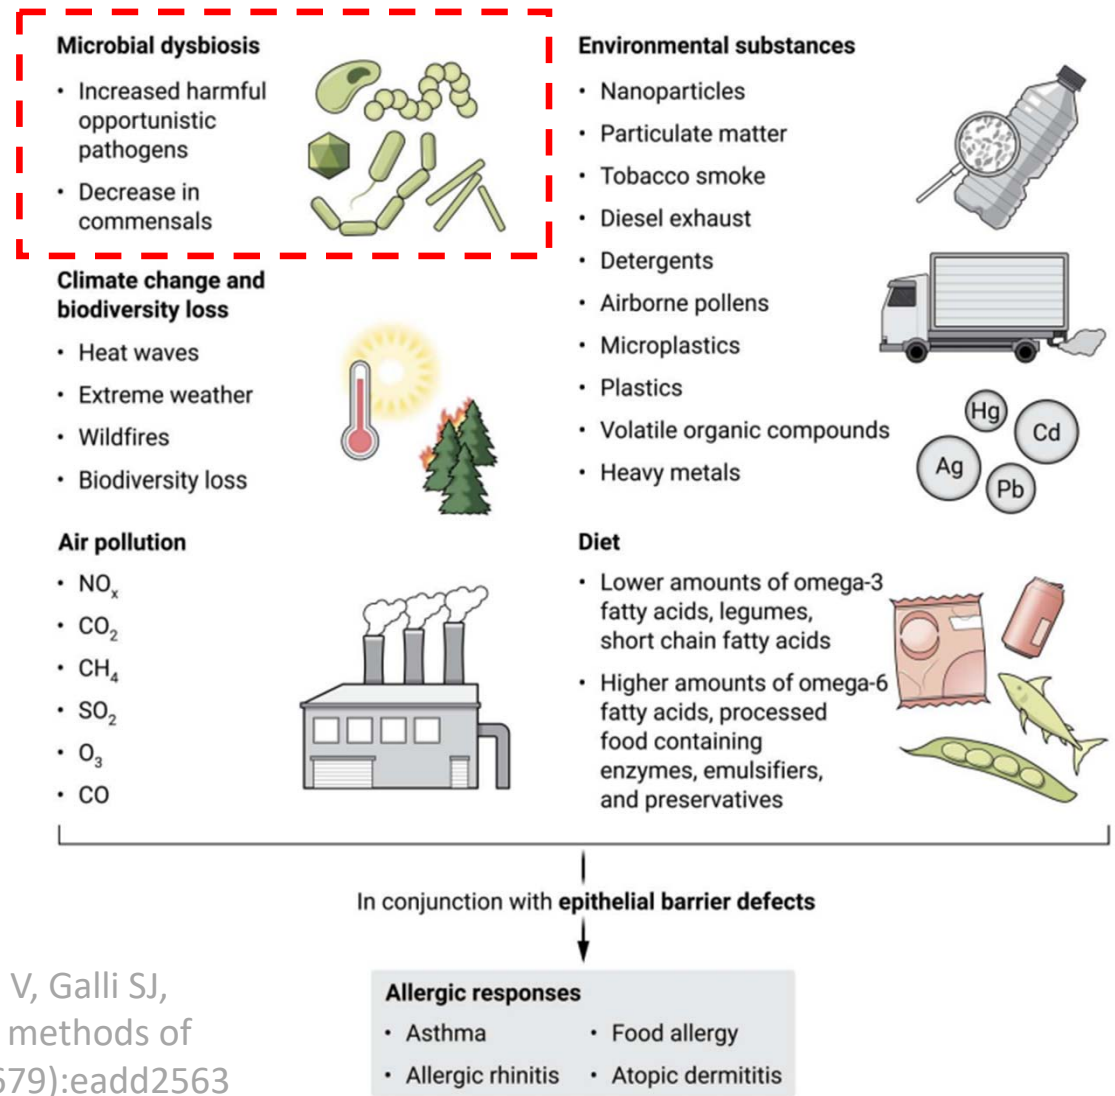 Microbial dysbiosis
• Increased harmful
opportunistic
pathogens
• Decrease in
commensals
Climate change and
biodiversity loss
• Heat waves
• Extreme weather
• Wildfires
• Biodiversity loss
Air pollution
• NOₓ
• CO₂
• CH₄
• SO₂
• O₃
• CO
Environmental substances
• Nanoparticles
• Particulate matter
• Tobacco smoke
• Diesel exhaust
• Detergents
• Airborne pollens
• Microplastics
• Plastics
• Volatile organic compounds
• Heavy metals
Hg
Cd
Ag
Pb
Diet
• Lower amounts of omega-3
fatty acids, legumes,
short chain fatty acids
• Higher amounts of omega-6
fatty acids, processed
food containing
enzymes, emulsifiers,
and preservatives
In conjunction with epithelial barrier defects
Allergic responses
• Asthma
• Allergic rhinitis
• Food allergy
• Atopic dermititis
V, Galli SJ,
methods of
679):eadd2563